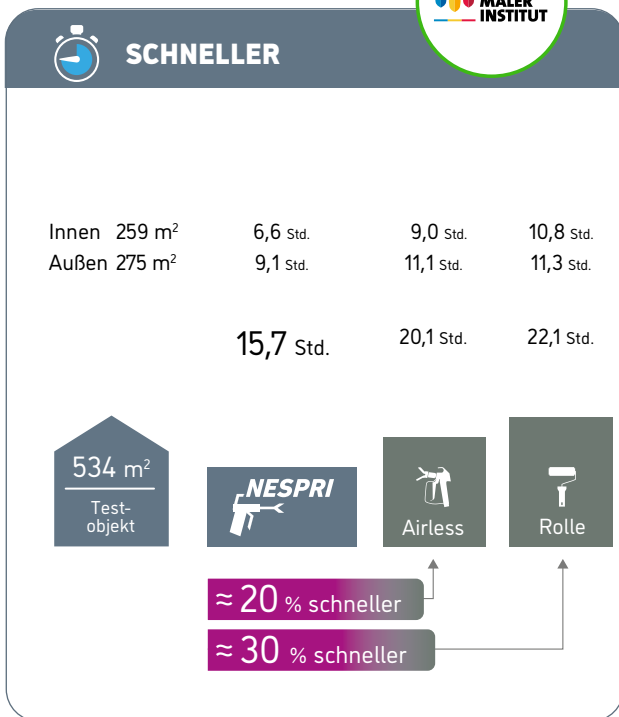 MALER
INSTITUT
SCHNELLER
Innen 259 m² 6,6 Std. 9,0 Std. 10,8 Std.
Außen 275 m² 9,1 Std. 11,1 Std. 11,3 Std.
15,7 Std. 20,1 Std. 22,1 Std.
534 m²
Test-
objekt
NESPRI
Airless
Rolle
≈ 20 % schneller
≈ 30 % schneller